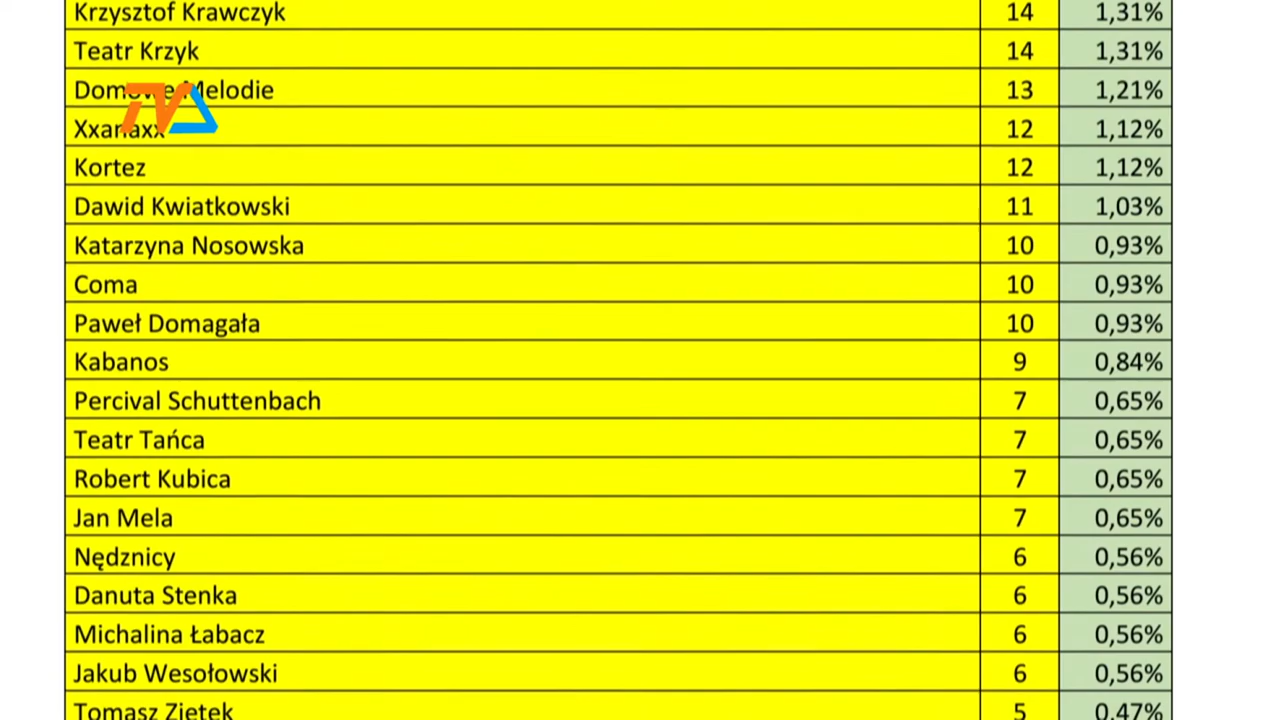 Krzysztof Krawczyk 14 1,31%
Teatr Krzyk 14 1,31%
Domowe Melodie 13 1,21%
Xxanaxx 12 1,12%
Kortez 12 1,12%
Dawid Kwiatkowski 11 1,03%
Katarzyna Nosowska 10 0,93%
Coma 10 0,93%
Paweł Domagała 10 0,93%
Kabanos 9 0,84%
Percival Schuttenbach 7 0,65%
Teatr Tańca 7 0,65%
Robert Kubica 7 0,65%
Jan Mela 7 0,65%
Nędznicy 6 0,56%
Danuta Stenka 6 0,56%
Michalina Łabacz 6 0,56%
Jakub Wesołowski 6 0,56%
Tomasz Ziętek 5 0,47%